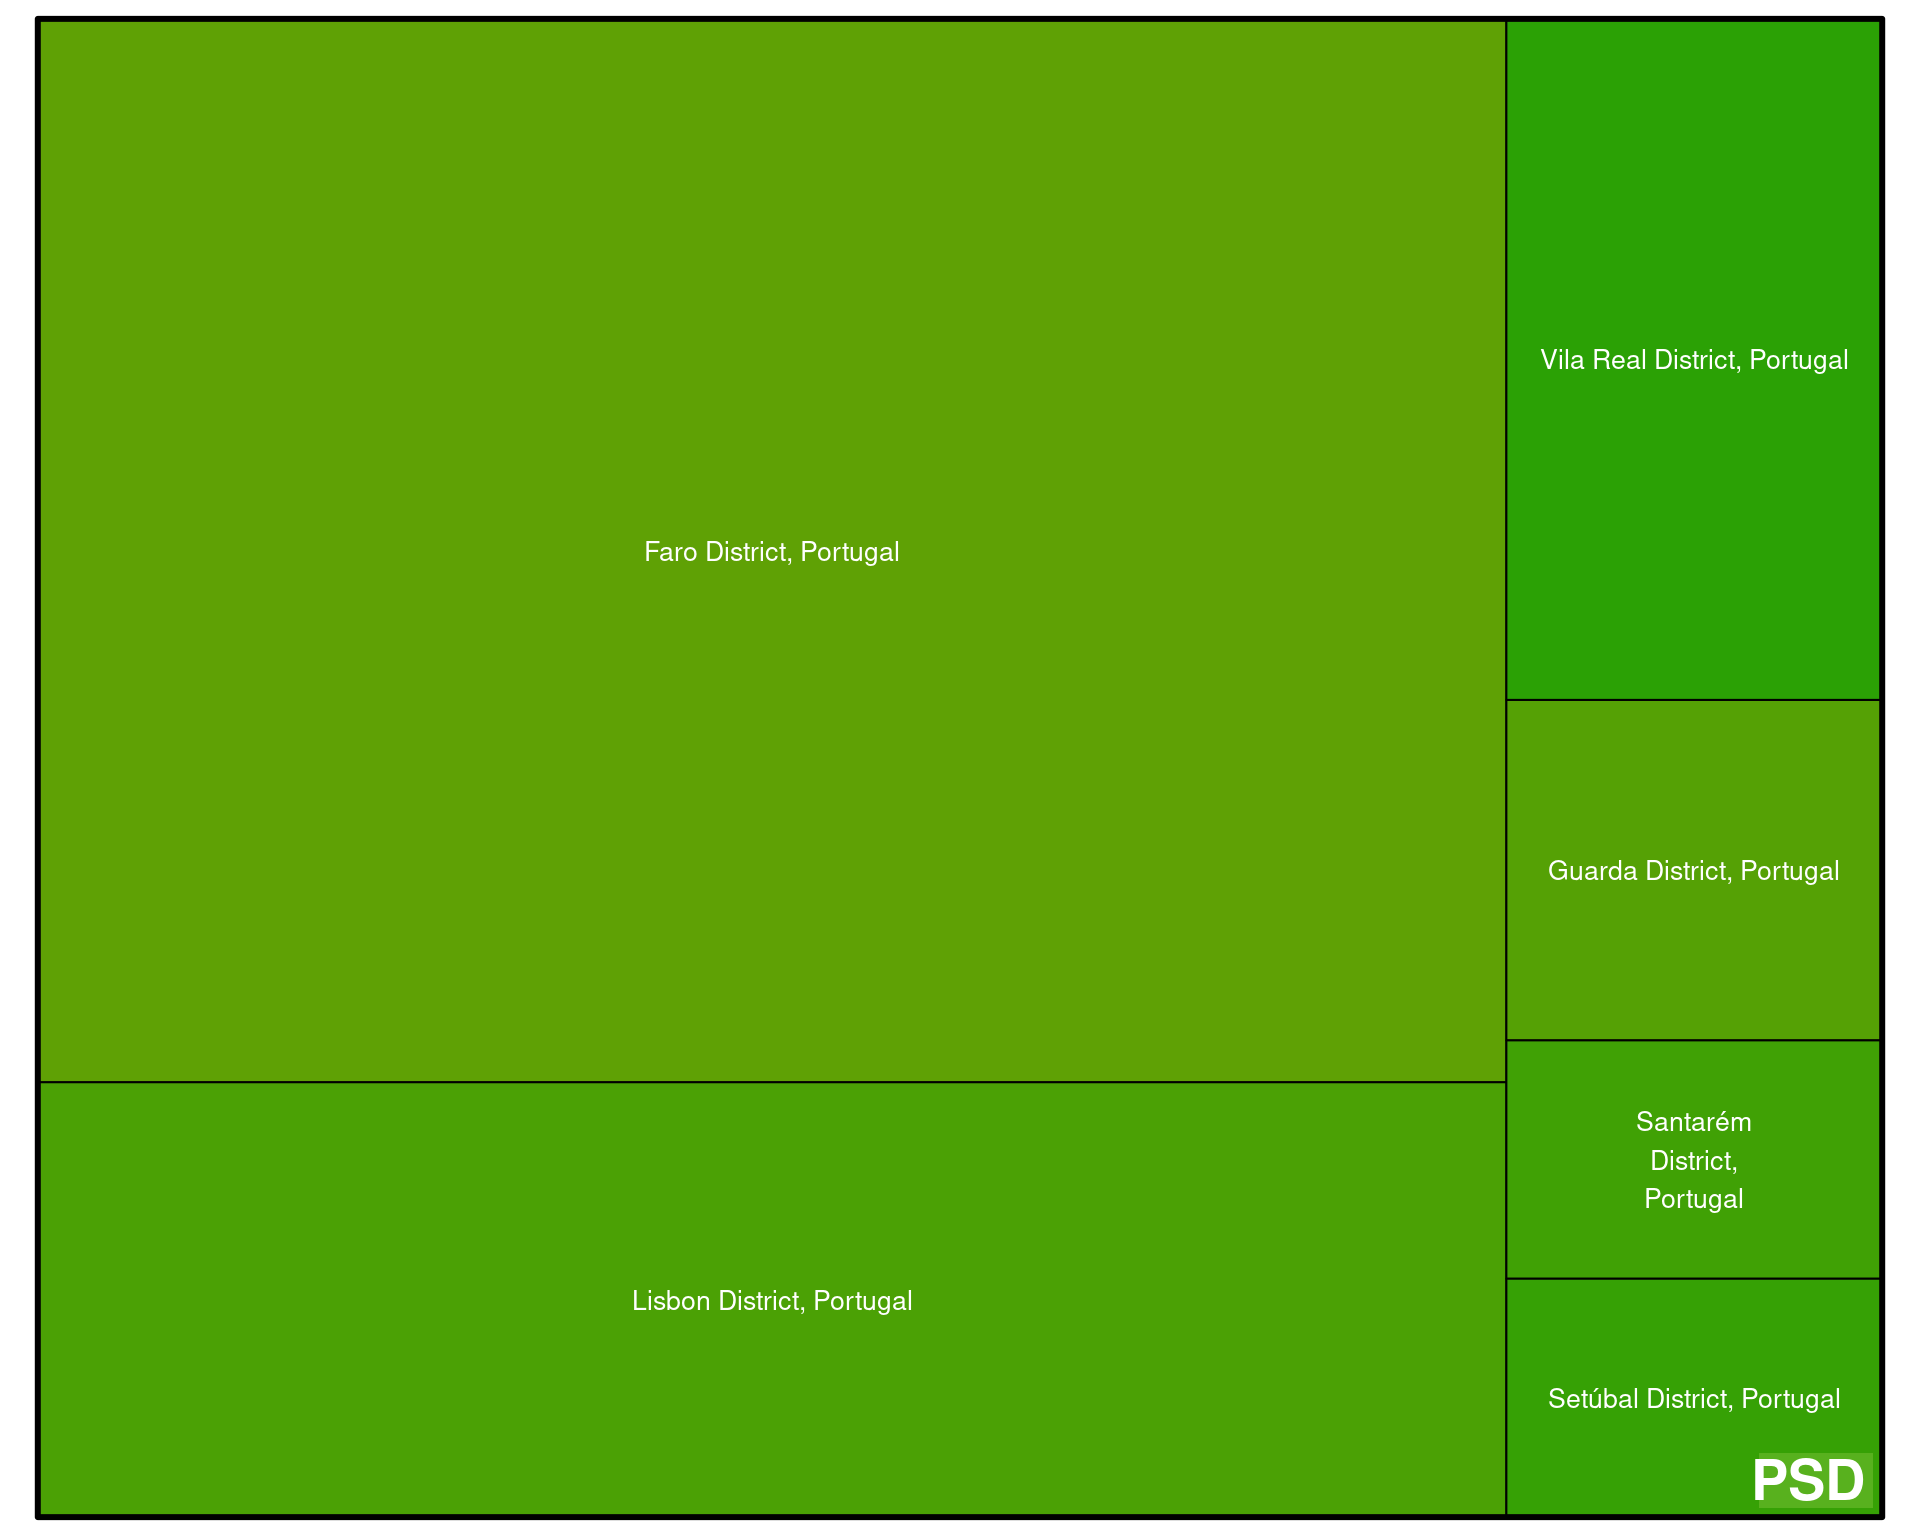 Faro District, Portugal
Lisbon District, Portugal
Vila Real District, Portugal
Guarda District, Portugal
Santarém
District,
Portugal
Setúbal District, Portugal
PSD